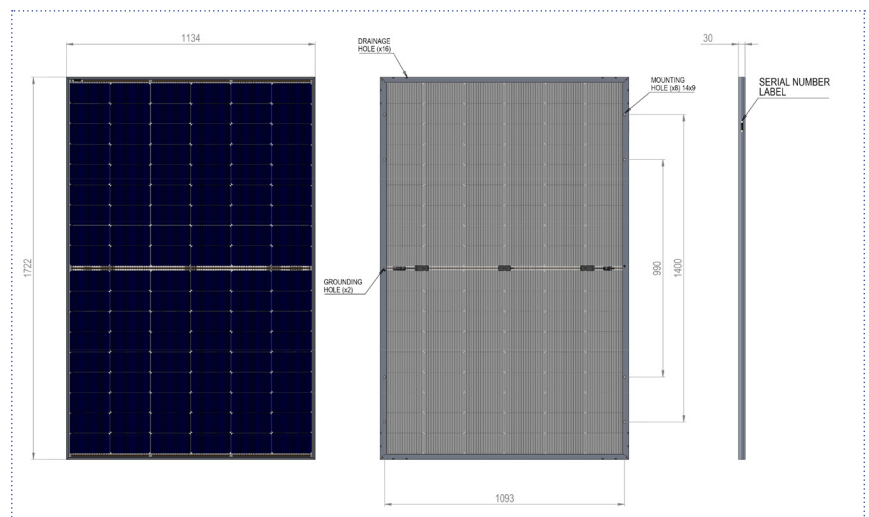 1134
1722
DRAINAGE
HOLE (x16)
MOUNTING
HOLE (x8) 14x9
GROUNDING
HOLE (x2)
990
1400
1093
30
SERIAL NUMBER
LABEL